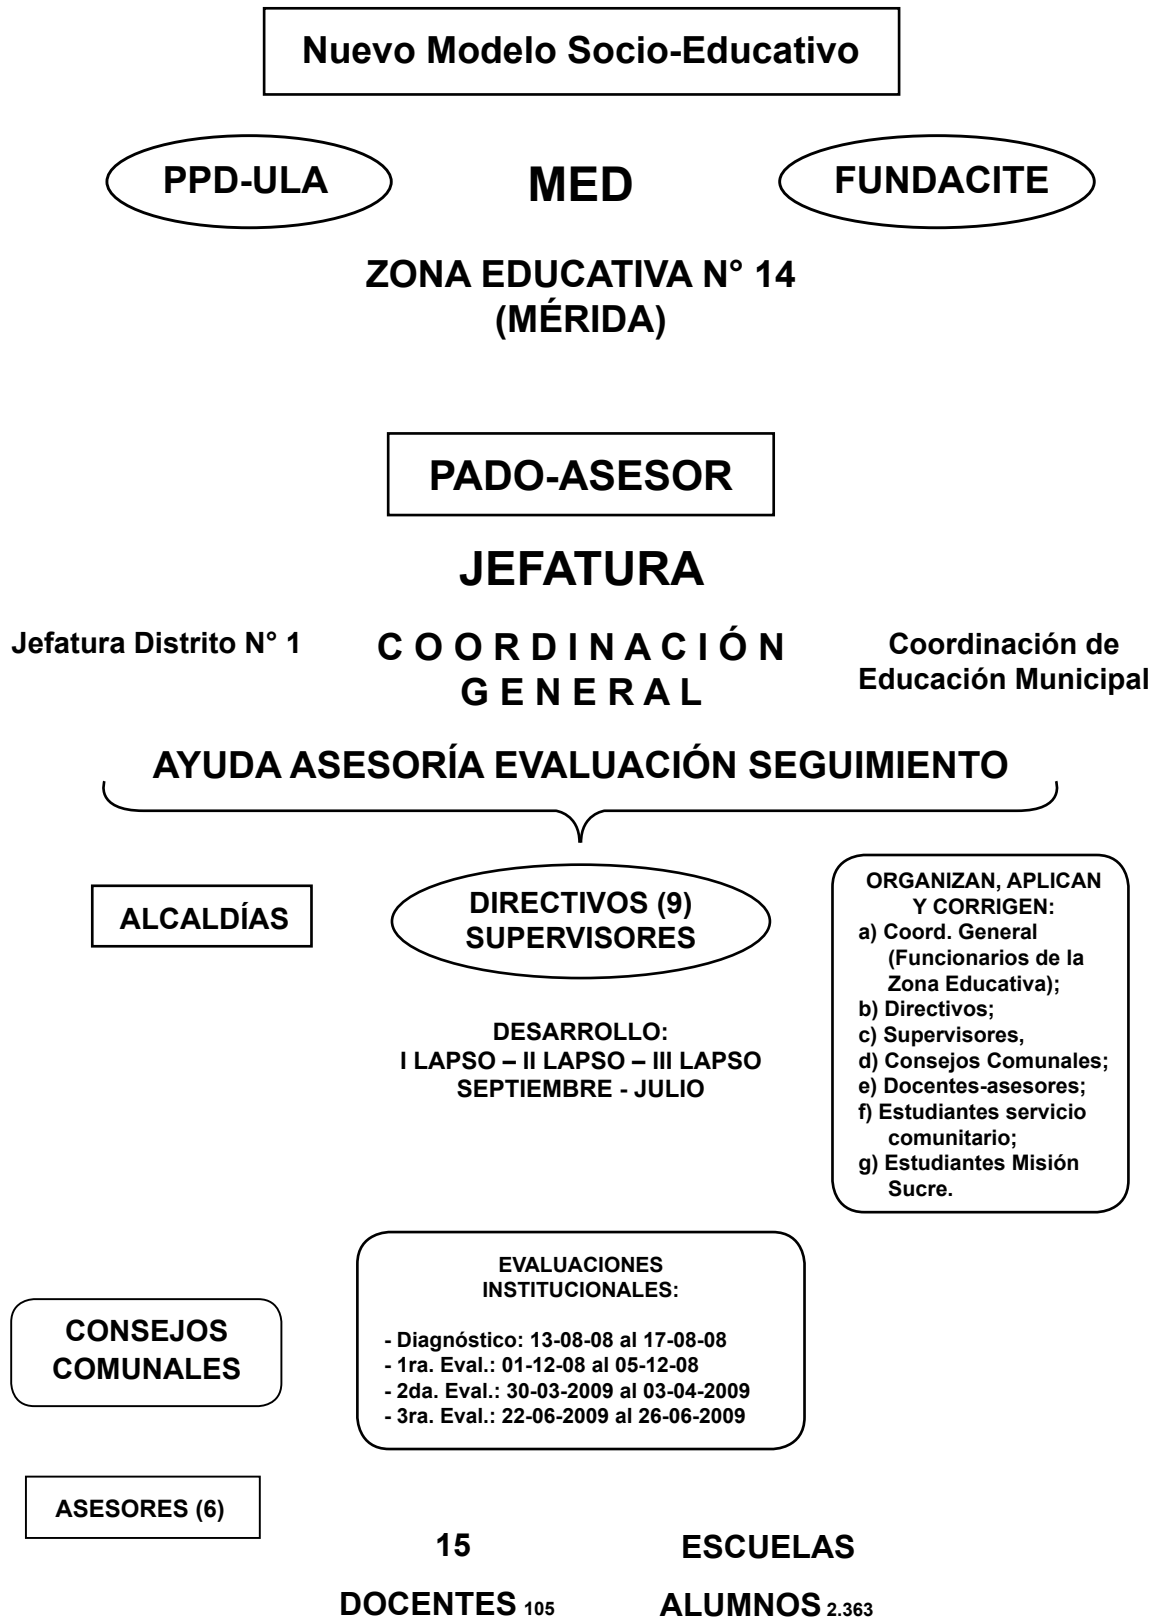 Nuevo Modelo Socio-Educativo
PPD-ULA
MED
FUNDACITE
ZONA EDUCATIVA N° 14
(MÉRIDA)
PADO-ASESOR
JEFATURA
Jefatura Distrito N° 1
C O O R D I N A C I Ó N
G E N E R A L
Coordinación de
Educación Municipal
AYUDA ASESORÍA EVALUACIÓN SEGUIMIENTO
ALCALDÍAS
DIRECTIVOS (9)
SUPERVISORES
ORGANIZAN, APLICAN
Y CORRIGEN:
a) Coord. General
(Funcionarios de la
Zona Educativa);
b) Directivos;
c) Supervisores,
d) Consejos Comunales;
e) Docentes-asesores;
f) Estudiantes servicio
comunitario;
g) Estudiantes Misión
Sucre.
DESARROLLO:
I LAPSO – II LAPSO – III LAPSO
SEPTIEMBRE - JULIO
EVALUACIONES
INSTITUCIONALES:
- Diagnóstico: 13-08-08 al 17-08-08
- 1ra. Eval.: 01-12-08 al 05-12-08
- 2da. Eval.: 30-03-2009 al 03-04-2009
- 3ra. Eval.: 22-06-2009 al 26-06-2009
CONSEJOS
COMUNALES
ASESORES (6)
15 ESCUELAS
DOCENTES 105 ALUMNOS 2.363